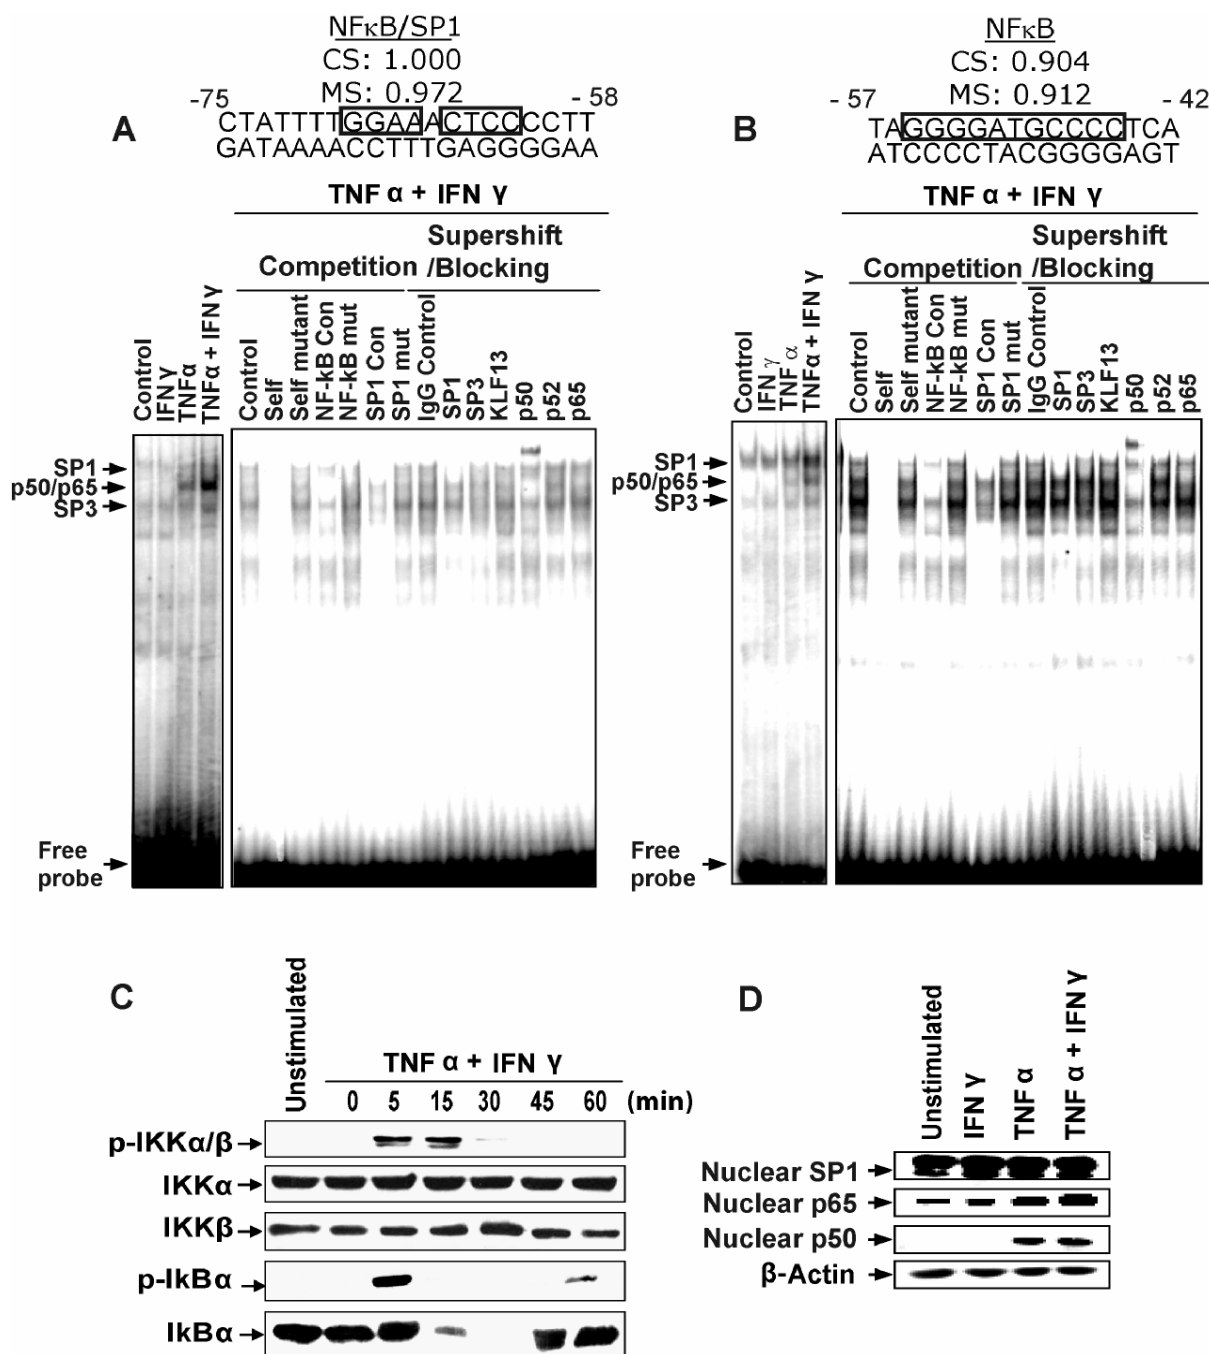 NFκB/SP1
CS: 1.000
MS: 0.972
-75
- 58
A
CTATTTTGGAAACTCCCCTT
GATAAAACCTTTGAGGGGAA
TNF α + IFN γ
Competition
Supershift
/Blocking
Control
IFN γ
TNFα
TNFα + IFN γ
Control
Self
Self mutant
NF-kB Con
NF-kB mut
SP1 Con
SP1 mut
IgG Control
SP1
SP3
KLF13
p50
p52
p65
SP1
p50/p65
SP3
Free
probe
NFκB
CS: 0.904
MS: 0.912
- 57
- 42
B
TAGGGGATGCCCCTCA
ATCCCCTACGGGGAGT
TNF α + IFN γ
Competition
Supershift
/Blocking
Control
IFN γ
TNF α
TNFα + IFN γ
Control
Self
Self mutant
NF-kB Con
NF-kB mut
SP1 Con
SP1 mut
IgG Control
SP1
SP3
KLF13
p50
p52
p65
SP1
p50/p65
SP3
Free
probe
C
Unstimulated
TNF α + IFN γ
0 5 15 30 45 60 (min)
p-IKKα/β
IKKα
IKKβ
p-IkBα
IkBα
D
Unstimulated
IFN γ
TNF α
TNF α + IFN γ
Nuclear SP1
Nuclear p65
Nuclear p50
β-Actin